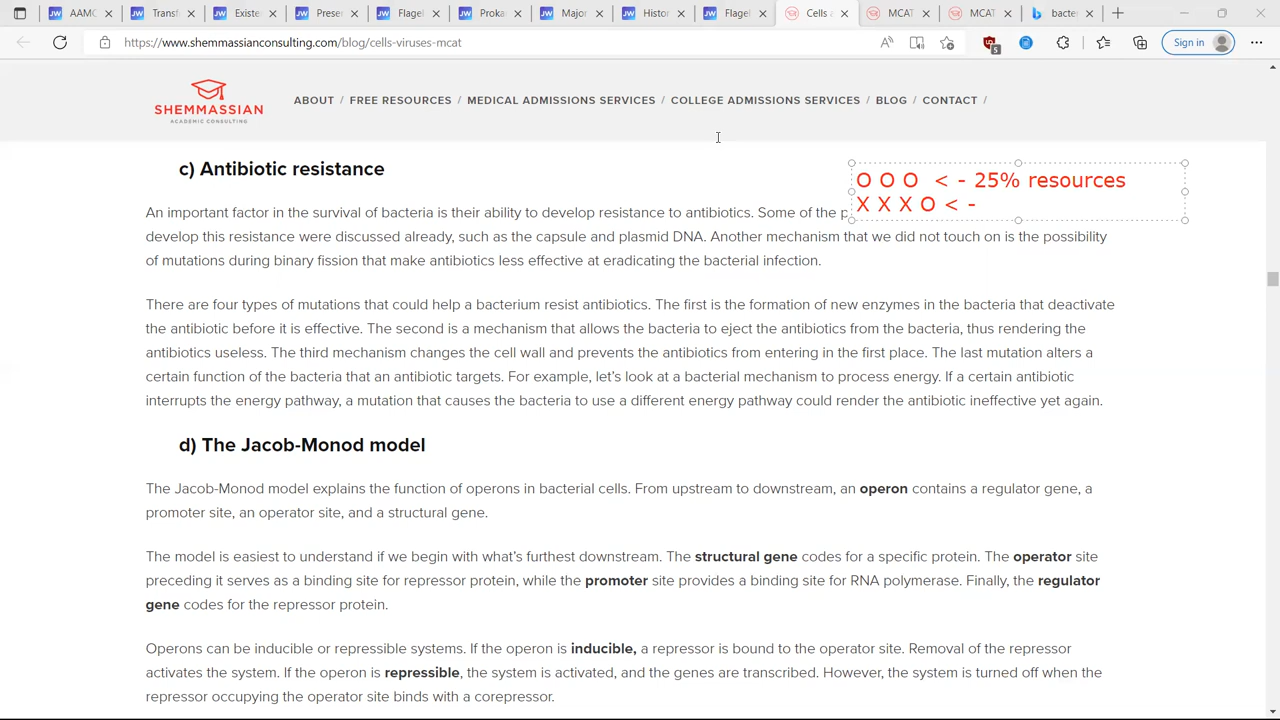 AAMC
Transf
Existe
Preser
Flagel
Proka
Major
Histor
Flage
Cells a
MCAT
MCAT
bacter
https://www.shemmassianconsulting.com/blog/cells-viruses-mcat
5
Sign in
SHEMMASSIAN
ACADEMIC CONSULTING
ABOUT / FREE RESOURCES / MEDICAL ADMISSIONS SERVICES / COLLEGE ADMISSIONS SERVICES / BLOG / CONTACT /
c) Antibiotic resistance
O O O < - 25% resources
X X X O < -
An important factor in the survival of bacteria is their ability to develop resistance to antibiotics. Some of the p
develop this resistance were discussed already, such as the capsule and plasmid DNA. Another mechanism that we did not touch on is the possibility
of mutations during binary fission that make antibiotics less effective at eradicating the bacterial infection.
There are four types of mutations that could help a bacterium resist antibiotics. The first is the formation of new enzymes in the bacteria that deactivate
the antibiotic before it is effective. The second is a mechanism that allows the bacteria to eject the antibiotics from the bacteria, thus rendering the
antibiotics useless. The third mechanism changes the cell wall and prevents the antibiotics from entering in the first place. The last mutation alters a
certain function of the bacteria that an antibiotic targets. For example, let's look at a bacterial mechanism to process energy. If a certain antibiotic
interrupts the energy pathway, a mutation that causes the bacteria to use a different energy pathway could render the antibiotic ineffective yet again.
d) The Jacob-Monod model
The Jacob-Monod model explains the function of operons in bacterial cells. From upstream to downstream, an operon contains a regulator gene, a
promoter site, an operator site, and a structural gene.
The model is easiest to understand if we begin with what's furthest downstream. The structural gene codes for a specific protein. The operator site
preceding it serves as a binding site for repressor protein, while the promoter site provides a binding site for RNA polymerase. Finally, the regulator
gene codes for the repressor protein.
Operons can be inducible or repressible systems. If the operon is inducible, a repressor is bound to the operator site. Removal of the repressor
activates the system. If the operon is repressible, the system is activated, and the genes are transcribed. However, the system is turned off when the
repressor occupying the operator site binds with a corepressor.